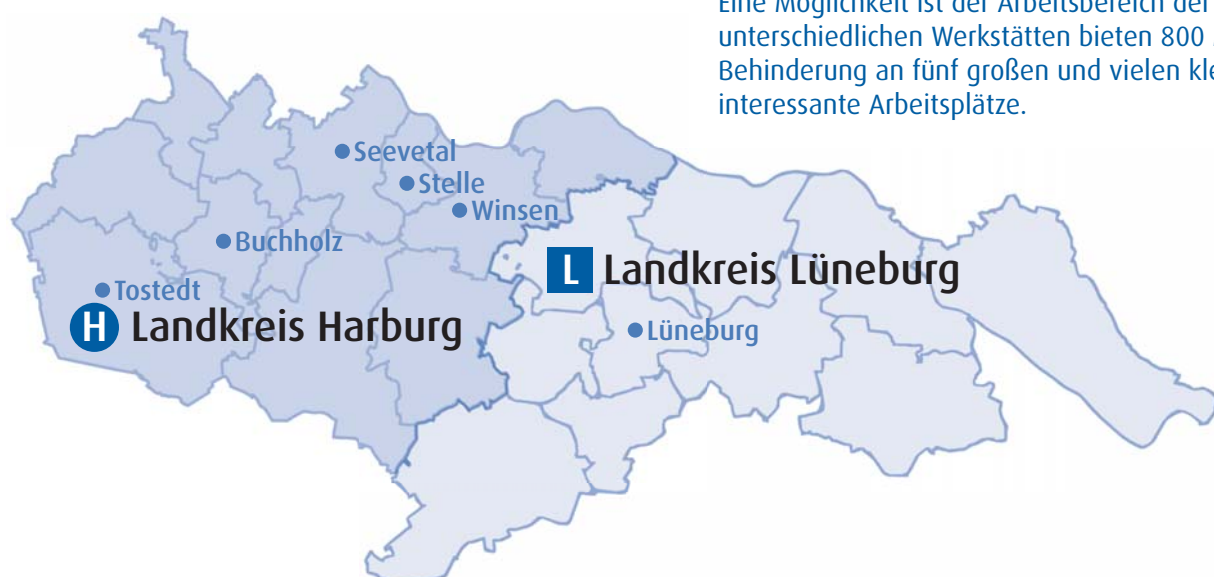 Eine Möglichkeit ist der Arbeitsbereich der
unterschiedlichen Werkstätten bieten 800
Behinderung an fünf großen und vielen
interessante Arbeitsplätze.
Seevetal
Stelle
Winsen
Buchholz
L Landkreis Lüneburg
Tostedt
H Landkreis Harburg
Lüneburg